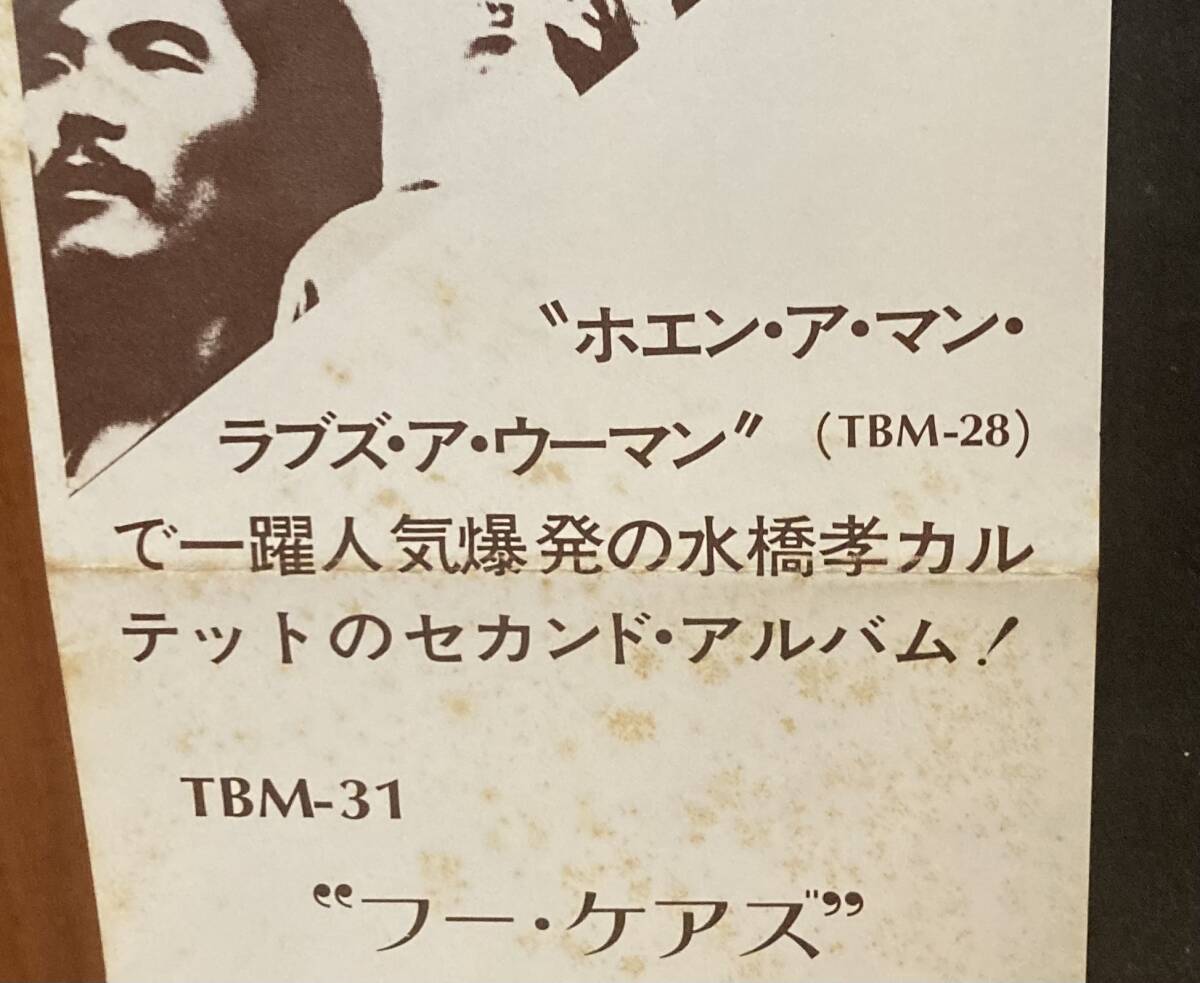 〝ホエン・ア・マン・
ラブズ・ア・ウーマン〟 (TBM-28)
で一躍人気爆発の水橋孝カル
テットのセカンド・アルバム!
TBM-31
“フー・ケアズ”